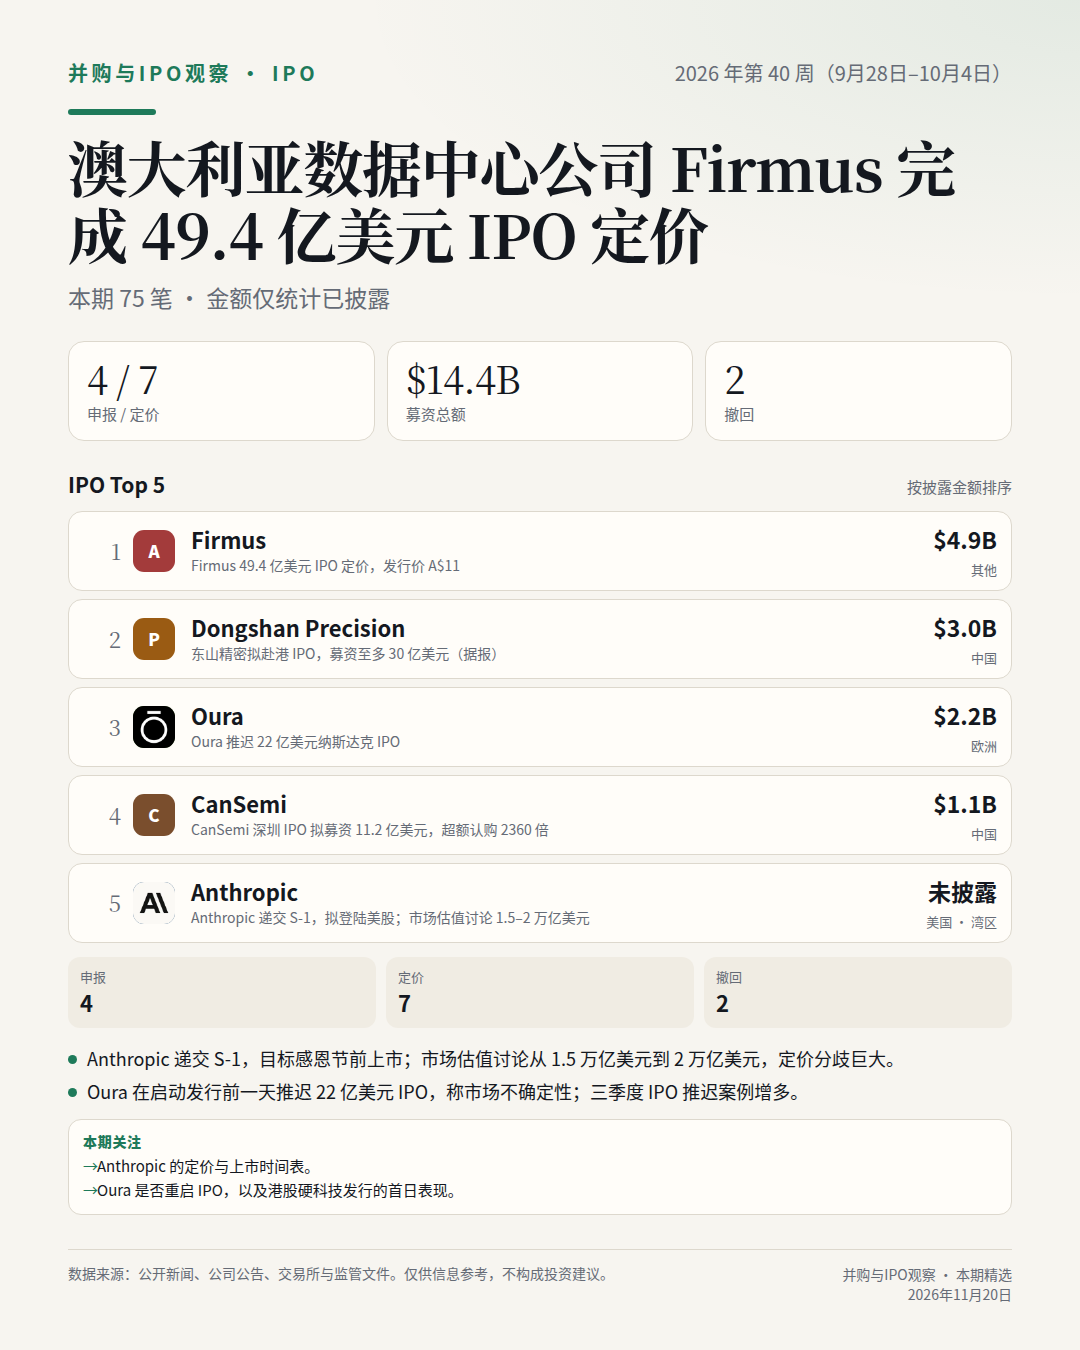 并购与IPO观察 • IPO
2026 年第 40 周（9月28日–10月4日）
澳大利亚数据中心公司 Firmus 完
成 49.4 亿美元 IPO 定价
本期 75 笔 • 金额仅统计已披露
4 / 7
申报 / 定价
$14.4B
募资总额
2
撤回
IPO Top 5
按披露金额排序
1
A
Firmus
Firmus 49.4 亿美元 IPO 定价，发行价 A$11
$4.9B
其他
2
P
Dongshan Precision
东山精密拟赴港 IPO，募资至多 30 亿美元（据报）
$3.0B
中国
3
Oura
Oura 推迟 22 亿美元纳斯达克 IPO
$2.2B
欧洲
4
C
CanSemi
CanSemi 深圳 IPO 拟募资 11.2 亿美元，超额认购 2360 倍
$1.1B
中国
5
Anthropic
Anthropic 递交 S-1，拟登陆美股；市场估值讨论 1.5–2 万亿美元
未披露
美国 • 湾区
申报
4
定价
7
撤回
2
Anthropic 递交 S-1，目标感恩节前上市；市场估值讨论从 1.5 万亿美元到 2 万亿美元，定价分歧巨大。
Oura 在启动发行前一天推迟 22 亿美元 IPO，称市场不确定性；三季度 IPO 推迟案例增多。
本期关注
→Anthropic 的定价与上市时间表。
→Oura 是否重启 IPO，以及港股硬科技发行的首日表现。
数据来源：公开新闻、公司公告、交易所与监管文件。仅供信息参考，不构成投资建议。
并购与IPO观察 • 本期精选
2026年11月20日